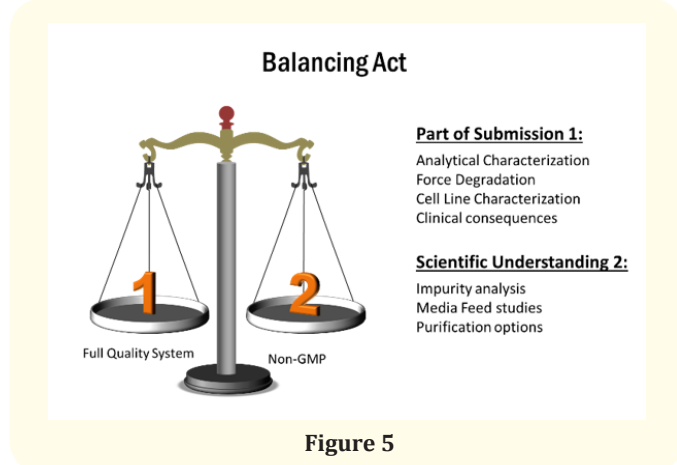 Balancing Act
1
2
Full Quality System
Non-GMP
Part of Submission 1:
Analytical Characterization
Force Degradation
Cell Line Characterization
Clinical consequences
Scientific Understanding 2:
Impurity analysis
Media Feed studies
Purification options
Figure 5